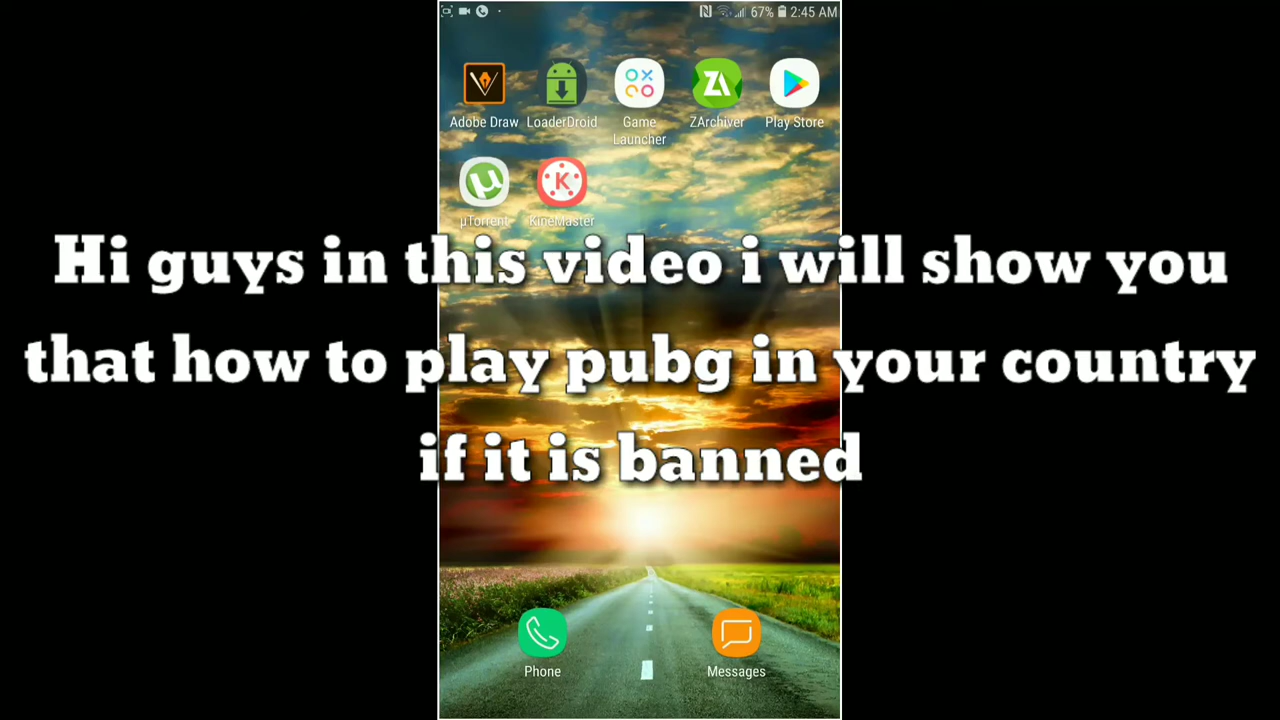 67% 2:45 AM
Adobe Draw LoaderDroid Game Launcher ZArchiver Play Store
µTorrent KineMaster
Hi guys in this video i will show you
that how to play pubg in your country
if it is banned
Phone Messages